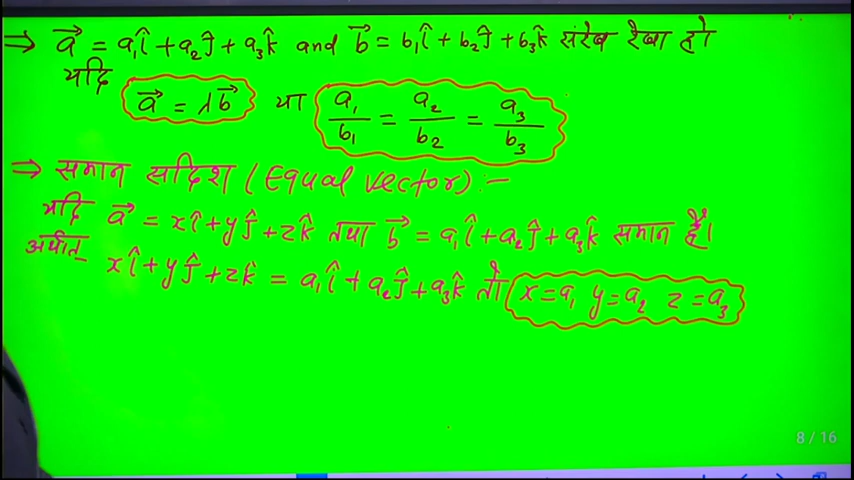 ⇒ a⃗ = a₁î + a₂ĵ + a₃k̂ and b⃗ = b₁î + b₂ĵ + b₃k̂ संरेख रेखा हो
यदि a⃗ = λb⃗ या a₁/b₁ = a₂/b₂ = a₃/b₃
⇒ समान सदिश (Equal vector) :-
यदि a⃗ = xî + yĵ + zk̂ तथा b⃗ = a₁î + a₂ĵ + a₃k̂ समान हैं।
अर्थात xî + yĵ + zk̂ = a₁î + a₂ĵ + a₃k̂ तो x = a₁ y = a₂ z = a₃
8 / 16